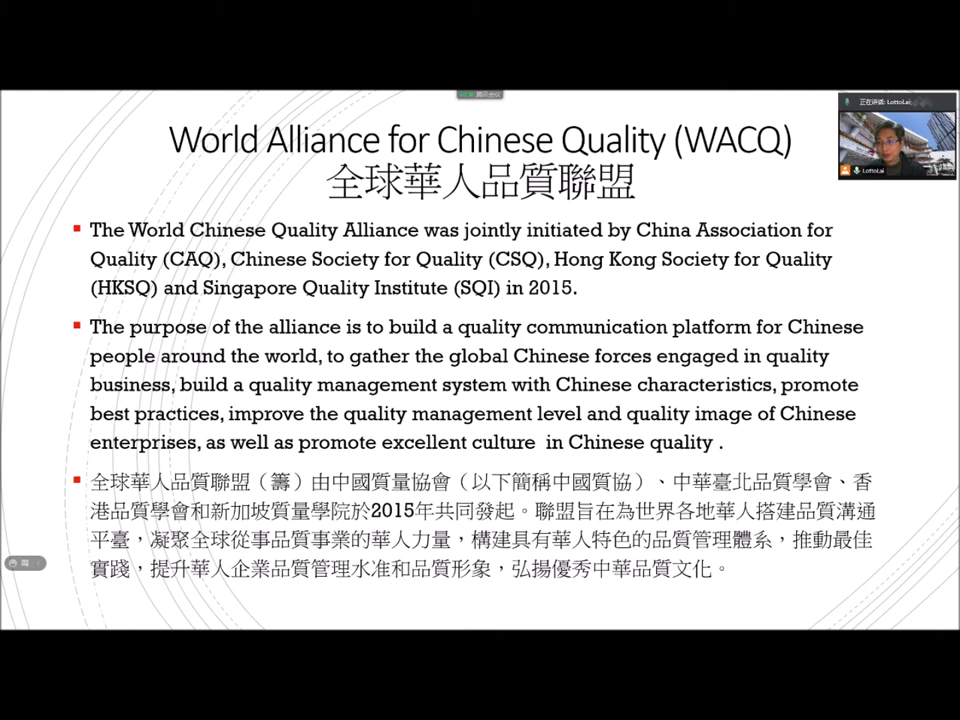 腾讯会议
正在讲话: LottoLai;
LottoLai
World Alliance for Chinese Quality (WACQ)
全球華人品質聯盟
The World Chinese Quality Alliance was jointly initiated by China Association for
Quality (CAQ), Chinese Society for Quality (CSQ), Hong Kong Society for Quality
(HKSQ) and Singapore Quality Institute (SQI) in 2015.
The purpose of the alliance is to build a quality communication platform for Chinese
people around the world, to gather the global Chinese forces engaged in quality
business, build a quality management system with Chinese characteristics, promote
best practices, improve the quality management level and quality image of Chinese
enterprises, as well as promote excellent culture in Chinese quality .
全球華人品質聯盟（籌）由中國質量協會（以下簡稱中國質協）、中華臺北品質學會、香
港品質學會和新加坡質量學院於2015年共同發起。聯盟旨在為世界各地華人搭建品質溝通
平臺，凝聚全球從事品質事業的華人力量，構建具有華人特色的品質管理體系，推動最佳
實踐，提升華人企業品質管理水准和品質形象，弘揚優秀中華品質文化。